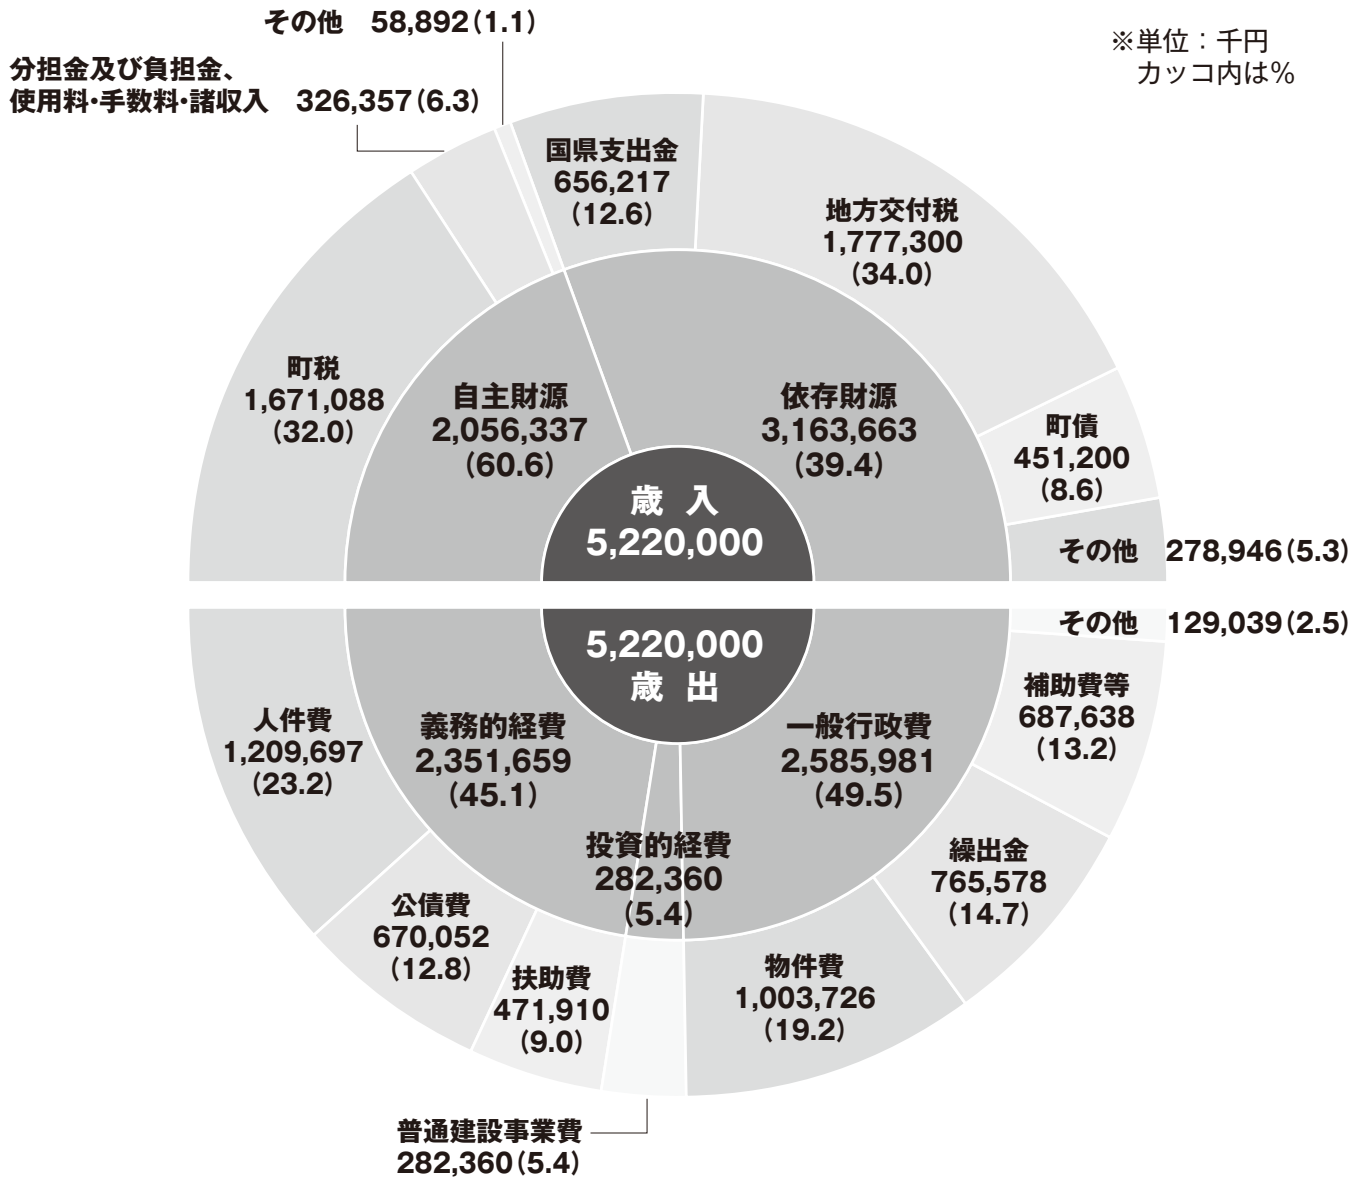 その他 58,892(1.1)
※単位：千円
カッコ内は%
分担金及び負担金、
使用料・手数料・諸収入 326,357(6.3)
国県支出金
656,217
(12.6)
地方交付税
1,777,300
(34.0)
町税
1,671,088
(32.0)
自主財源
2,056,337
(60.6)
依存財源
3,163,663
(39.4)
町債
451,200
(8.6)
その他 278,946(5.3)
歳入
5,220,000
5,220,000
歳出
その他 129,039(2.5)
人件費
1,209,697
(23.2)
義務的経費
2,351,659
(45.1)
一般行政費
2,585,981
(49.5)
補助費等
687,638
(13.2)
投資的経費
282,360
(5.4)
繰出金
765,578
(14.7)
公債費
670,052
(12.8)
扶助費
471,910
(9.0)
物件費
1,003,726
(19.2)
普通建設事業費
282,360(5.4)